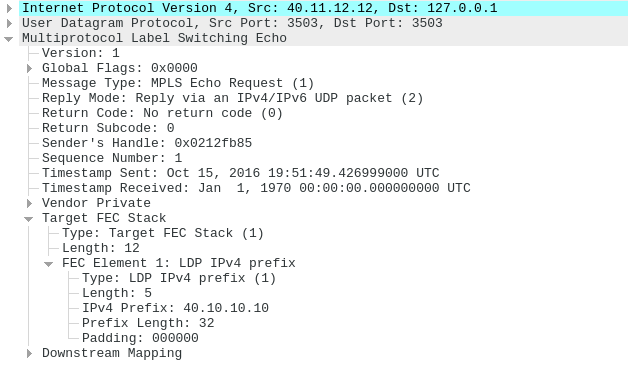 Internet Protocol Version 4, Src: 40.11.12.12, Dst: 127.0.0.1
User Datagram Protocol, Src Port: 3503, Dst Port: 3503
Multiprotocol Label Switching Echo
Version: 1
Global Flags: 0x0000
Message Type: MPLS Echo Request (1)
Reply Mode: Reply via an IPv4/IPv6 UDP packet (2)
Return Code: No return code (0)
Return Subcode: 0
Sender's Handle: 0x0212fb85
Sequence Number: 1
Timestamp Sent: Oct 15, 2016 19:51:49.426999000 UTC
Timestamp Received: Jan  1, 1970 00:00:00.000000000 UTC
Vendor Private
Target FEC Stack
Type: Target FEC Stack (1)
Length: 12
FEC Element 1: LDP IPv4 prefix
Type: LDP IPv4 prefix (1)
Length: 5
IPv4 Prefix: 40.10.10.10
Prefix Length: 32
Padding: 000000
Downstream Mapping